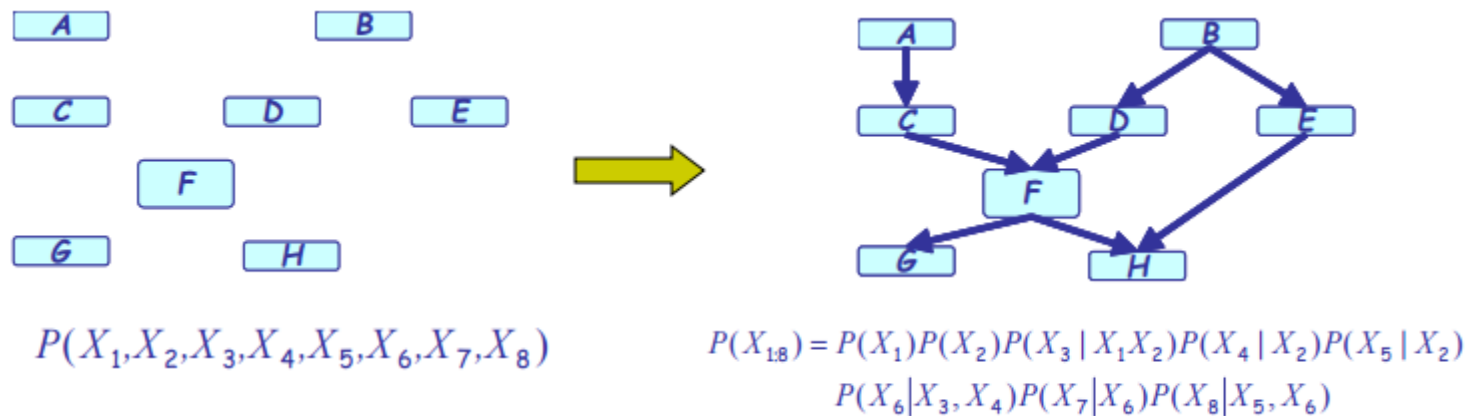 A B A B
C D E C D E
F F
G H G H
P(X₁,X₂,X₃,X₄,X₅,X₆,X₇,X₈)
P(X₁:₈) = P(X₁)P(X₂)P(X₃ | X₁X₂)P(X₄ | X₂)P(X₅ | X₂)
P(X₆|X₃, X₄)P(X₇|X₆)P(X₈|X₅, X₆)